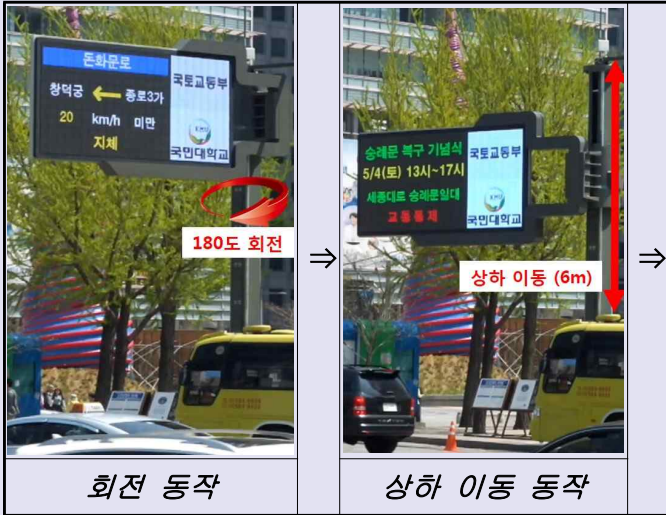 돈화문로
창덕궁 ← 종로3가
20 km/h 미만
지체
국토교통부
KMU
국민대학교
180도 회전
⇒
숭례문 복구 기념식
5/4(토) 13시~17시
세종대로 숭례문일대
교통통제
국토교통부
KMU
국민대학교
상하 이동 (6m)
⇒
회전 동작
상하 이동 동작